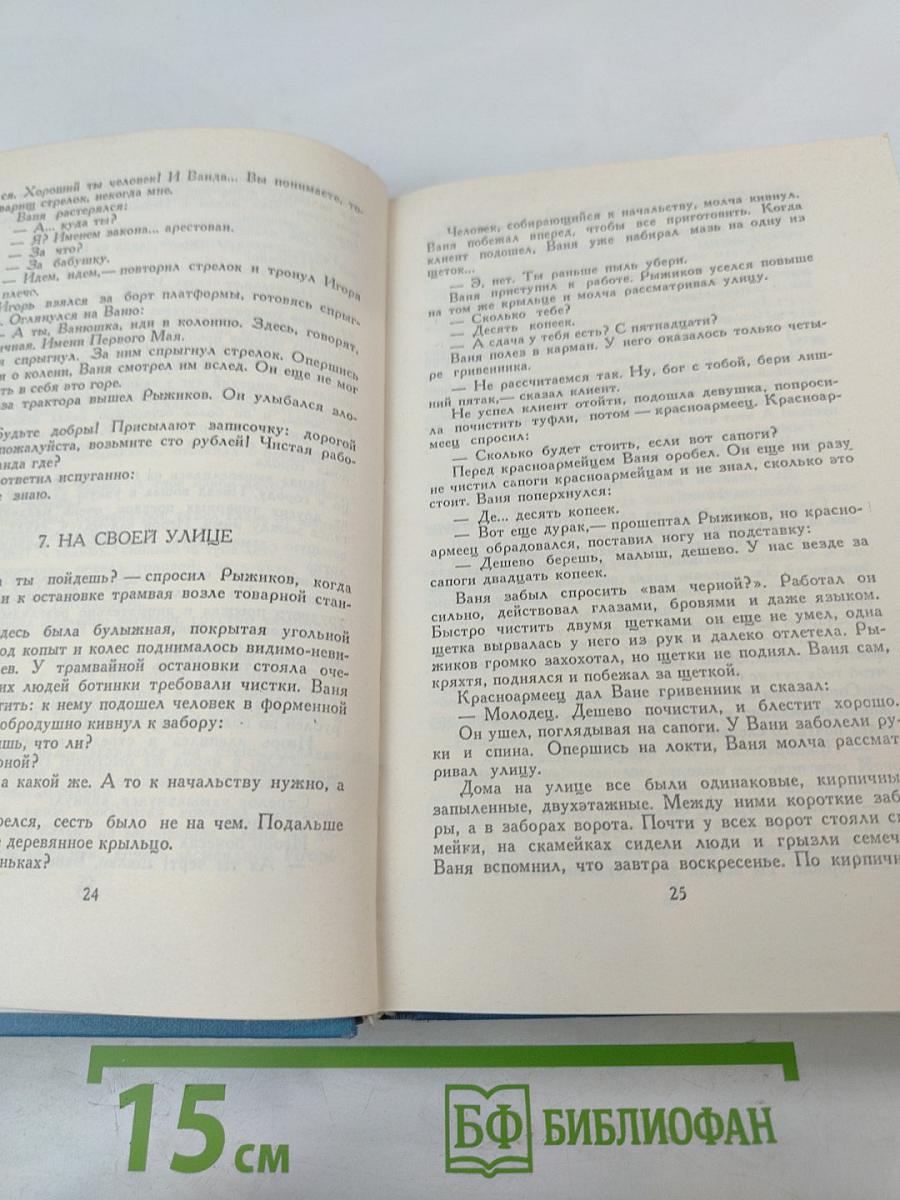 ся. Хороший ты человек! И Ванда... Вы понимаете, то-
варищ стрелок, некогда мне.
Ваня растерялся:
— А... куда ты?
— Я? Именем закона... арестован.
— За что?
— За бабушку.
— Идем, идем,— повторил стрелок и тронул Игоря
плечо.
Игорь взялся за борт платформы, готовясь спрыг-
. Оглянулся на Ваню:
— А ты, Ванюшка, иди в колонию. Здесь, говорят,
ичная. Имени Первого Мая.
н спрыгнул. За ним спрыгнул стрелок. Опершись
и о колени, Ваня смотрел им вслед. Он еще не мог
ть в себя это горе.
за трактора вышел Рыжиков. Он улыбался зло-
Будьте добры! Присылают записочку: дорогой
пожалуйста, возьмите сто рублей! Чистая рабо-
анда где?
ответил испуганно:
е знаю.
7. НА СВОЕЙ УЛИЦЕ
а ты пойдешь? — спросил Рыжиков, когда
и к остановке трамвая возле товарной стан-
десь была булыжная, покрытая угольной
од копыт и колес поднималось видимо-неви-
ев. У трамвайной остановки стояла оче-
их людей ботинки требовали чистки. Ваня
тить: к нему подошел человек в форменной
обродушно кивнул к забору:
ишь, что ли?
рной?
а какой же. А то к начальству нужно, а
релся, сесть было не на чем. Подальше
е деревянное крыльцо.
ньках?
24
Человек, собирающийся к начальству, молча кивнул.
Ваня побежал вперед, чтобы все приготовить. Когда
клиент подошел, Ваня уже набирал мазь на одну из
щеток...
— Э, нет. Ты раньше пыль убери.
Ваня приступил к работе. Рыжиков уселся повыше
на том же крыльце и молча рассматривал улицу.
— Сколько тебе?
— Десять копеек.
— А сдача у тебя есть? С пятнадцати?
Ваня полез в карман. У него оказалось только четы-
ре гривенника.
— Не рассчитаемся так. Ну, бог с тобой, бери лиш-
ний пятак,— сказал клиент.
Не успел клиент отойти, подошла девушка, попроси-
ла почистить туфли, потом — красноармеец. Красноар-
меец спросил:
— Сколько будет стоить, если вот сапоги?
Перед красноармейцем Ваня оробел. Он еще ни разу
не чистил сапоги красноармейцам и не знал, сколько это
стоит. Ваня поперхнулся:
— Де... десять копеек.
— Вот еще дурак,— прошептал Рыжиков, но красно-
армеец обрадовался, поставил ногу на подставку:
— Дешево берешь, малыш, дешево. У нас везде за
сапоги двадцать копеек.
Ваня забыл спросить «вам черной?». Работал он
сильно, действовал глазами, бровями и даже языком.
Быстро чистить двумя щетками он еще не умел, одна
щетка вырвалась у него из рук и далеко отлетела. Ры-
жиков громко захохотал, но щетки не поднял. Ваня сам,
кряхтя, поднялся и побежал за щеткой.
Красноармеец дал Ване гривенник и сказал:
— Молодец. Дешево почистил, и блестит хорошо.
Он ушел, поглядывая на сапоги. У Вани заболели ру-
ки и спина. Опершись на локти, Ваня молча рассмат
ривал улицу.
Дома на улице все были одинаковые, кирпичны
запыленные, двухэтажные. Между ними короткие заб
ры, а в заборах ворота. Почти у всех ворот стояли с
мейки, на скамейках сидели люди и грызли семеч
Ваня вспомнил, что завтра воскресенье. По кирпичн
25
15 см
БФ БИБЛИОФАН